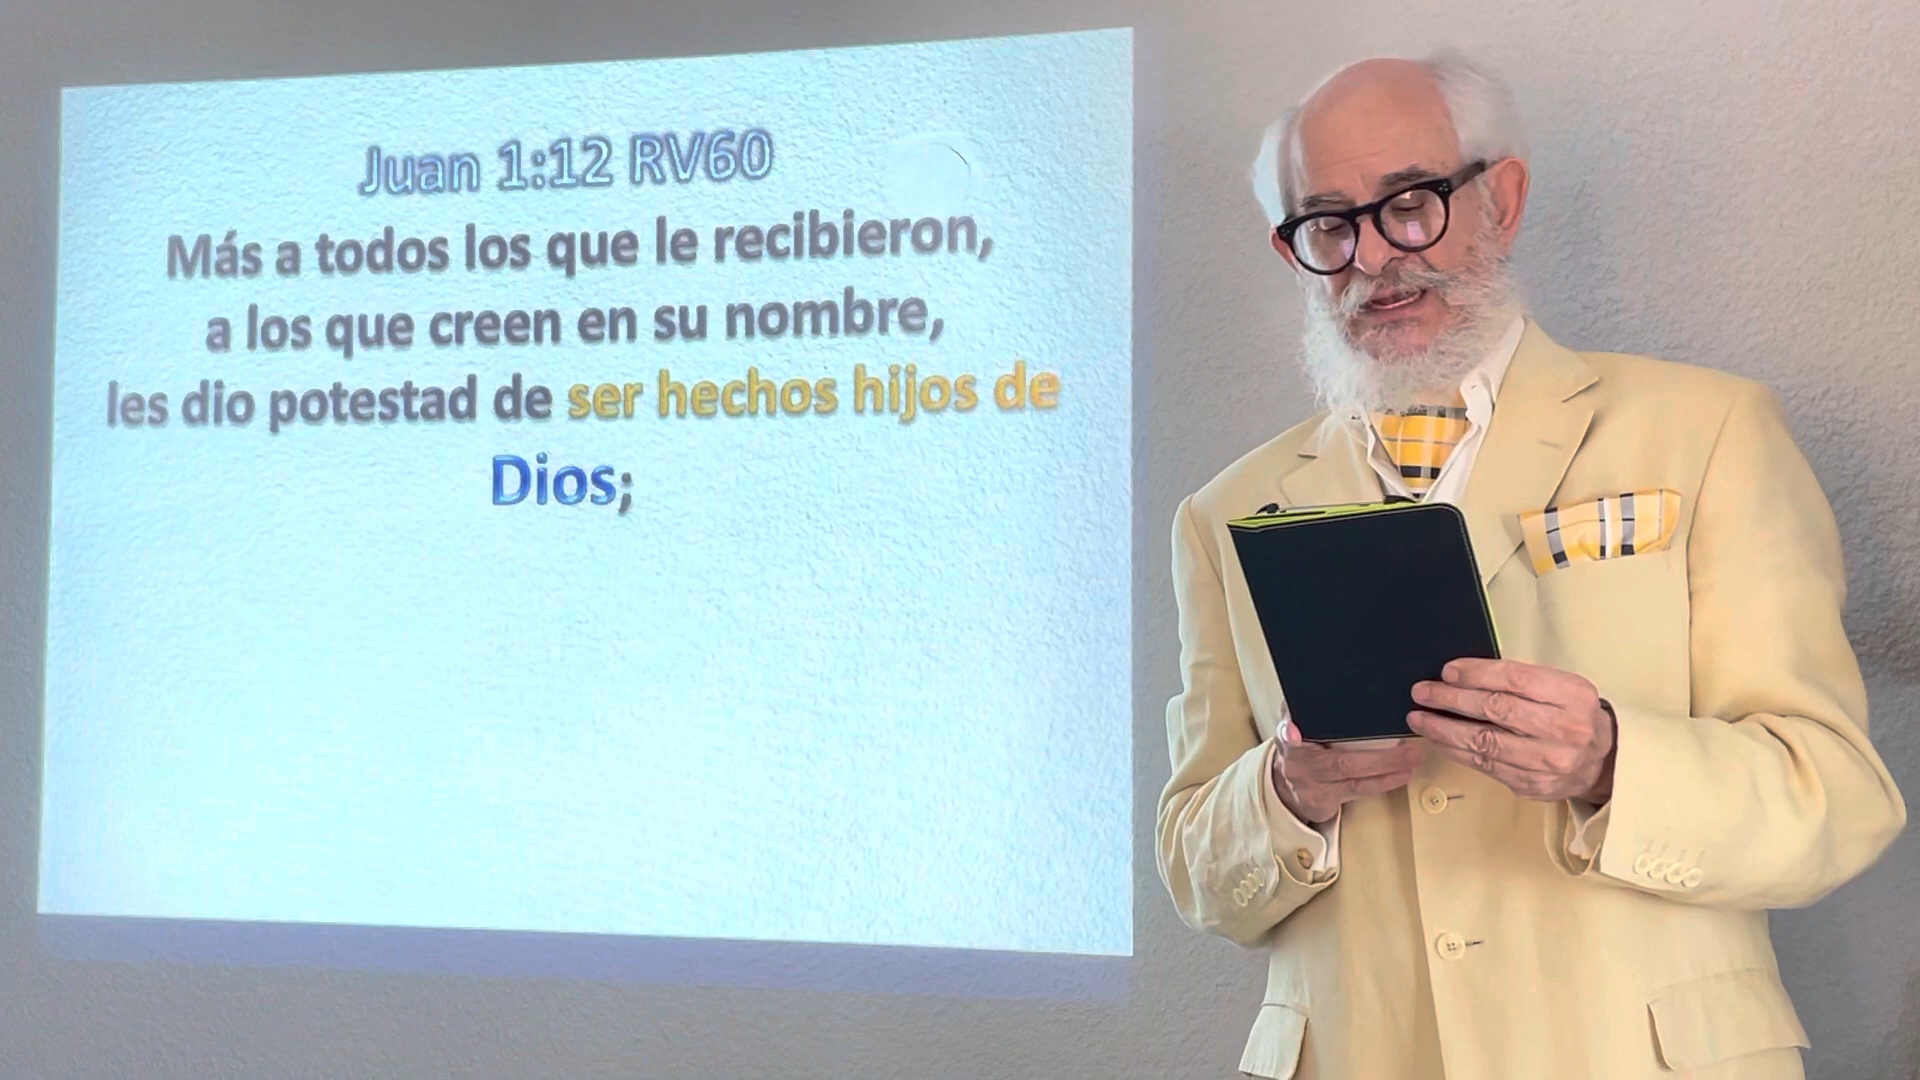 Juan 1:12 RV60
Más a todos los que le recibieron,
a los que creen en su nombre,
les dio potestad de ser hechos hijos de
Dios;